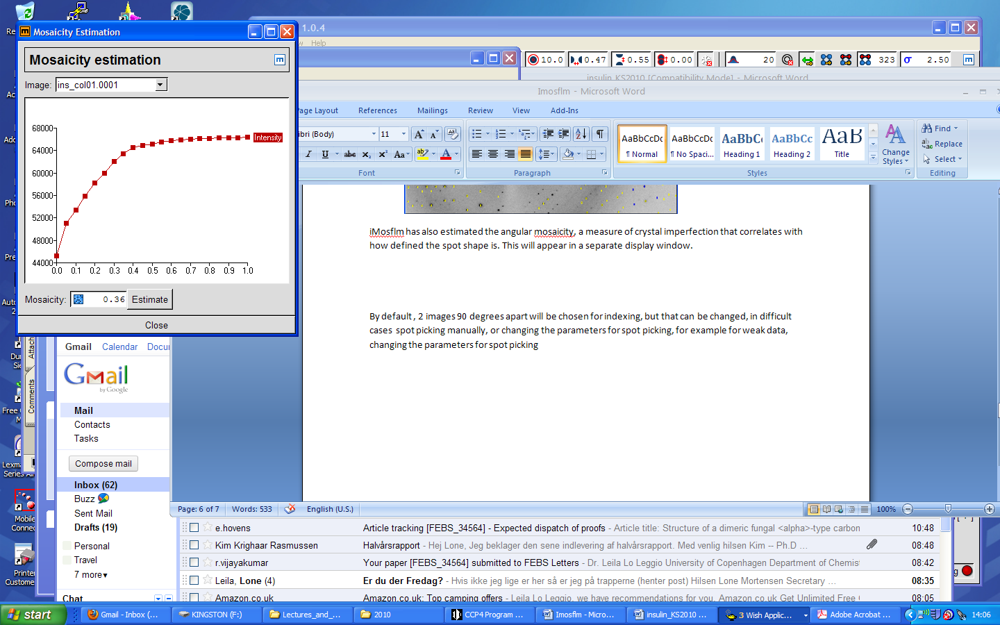 Mosaicity Estimation
Mosaicity estimation
Image: ins_col01.0001
68000
64000
60000
56000
52000
48000
44000
0.0 0.1 0.2 0.3 0.4 0.5 0.6 0.7 0.8 0.9 1.0
Intensity
Mosaicity: 0.36 Estimate
Close
1.0.4
Help
10.0 0.47 0.55 0.00 20 323 σ 2.50
insulin_KS2010 [Compatibility Mode] - Microsoft Word
Imosflm - Microsoft Word
Page Layout References Mailings Review View Add-Ins
ibri (Body) 11
Font
Paragraph
AaBbCcDc AaBbCcDc AaBbC AaBbCc AaB
¶ Normal ¶ No Spaci... Heading 1 Heading 2 Title
Change Styles
Styles
Find
Replace
Select
Editing
iMosflm has also estimated the angular mosaicity, a measure of crystal imperfection that correlates with
how defined the spot shape is. This will appear in a separate display window.
By default , 2 images 90 degrees apart will be chosen for indexing, but that can be changed, in difficult
cases spot picking manually, or changing the parameters for spot picking, for example for weak data,
changing the parameters for spot picking
Page: 6 of 7 Words: 533 English (U.S.) 100%
Gmail Calendar Docu
Gmail
by Google
Mail
Contacts
Tasks
Compose mail
Inbox (62)
Buzz
Sent Mail
Drafts (19)
Personal
Travel
7 more▾
Chat
Comments
Attach
e.hovens Article tracking [FEBS_34564] - Expected dispatch of proofs - Article title: Structure of a dimeric fungal <alpha>-type carbon 10:48
Kim Krighaar Rasmussen Halvårsrapport - Hej Lone, Jeg beklager den sene indlevering af halvårsrapport. Med venlig hilsen Kim -- Ph.D ... 08:48
r.vijayakumar Your paper [FEBS_34564] submitted to FEBS Letters - Dr. Leila Lo Leggio University of Copenhagen Department of Chemist 08:42
Leila, Lone (4) Er du der Fredag? - Hvis ikke jeg lige er her så er jeg på trapperne (henter post) Hilsen Lone Mortensen Secretary ... 08:35
Amazon.co.uk Amazon.co.uk: Top camping offers - Leila Lo Leggio, we have recommendations for you. Amazon.co.uk Get Unlimited Free 08:05
Free
Lexma
Series A
Mobile
Connec
Printer
Custome
start
Gmail - Inbox (...
KINGSTON (F:)
Lectures_and_...
2010
CCP4 Program ...
Imosflm - Micro...
insulin_KS2010 ...
3 Wish Applic...
Adobe Acrobat ...
14:06